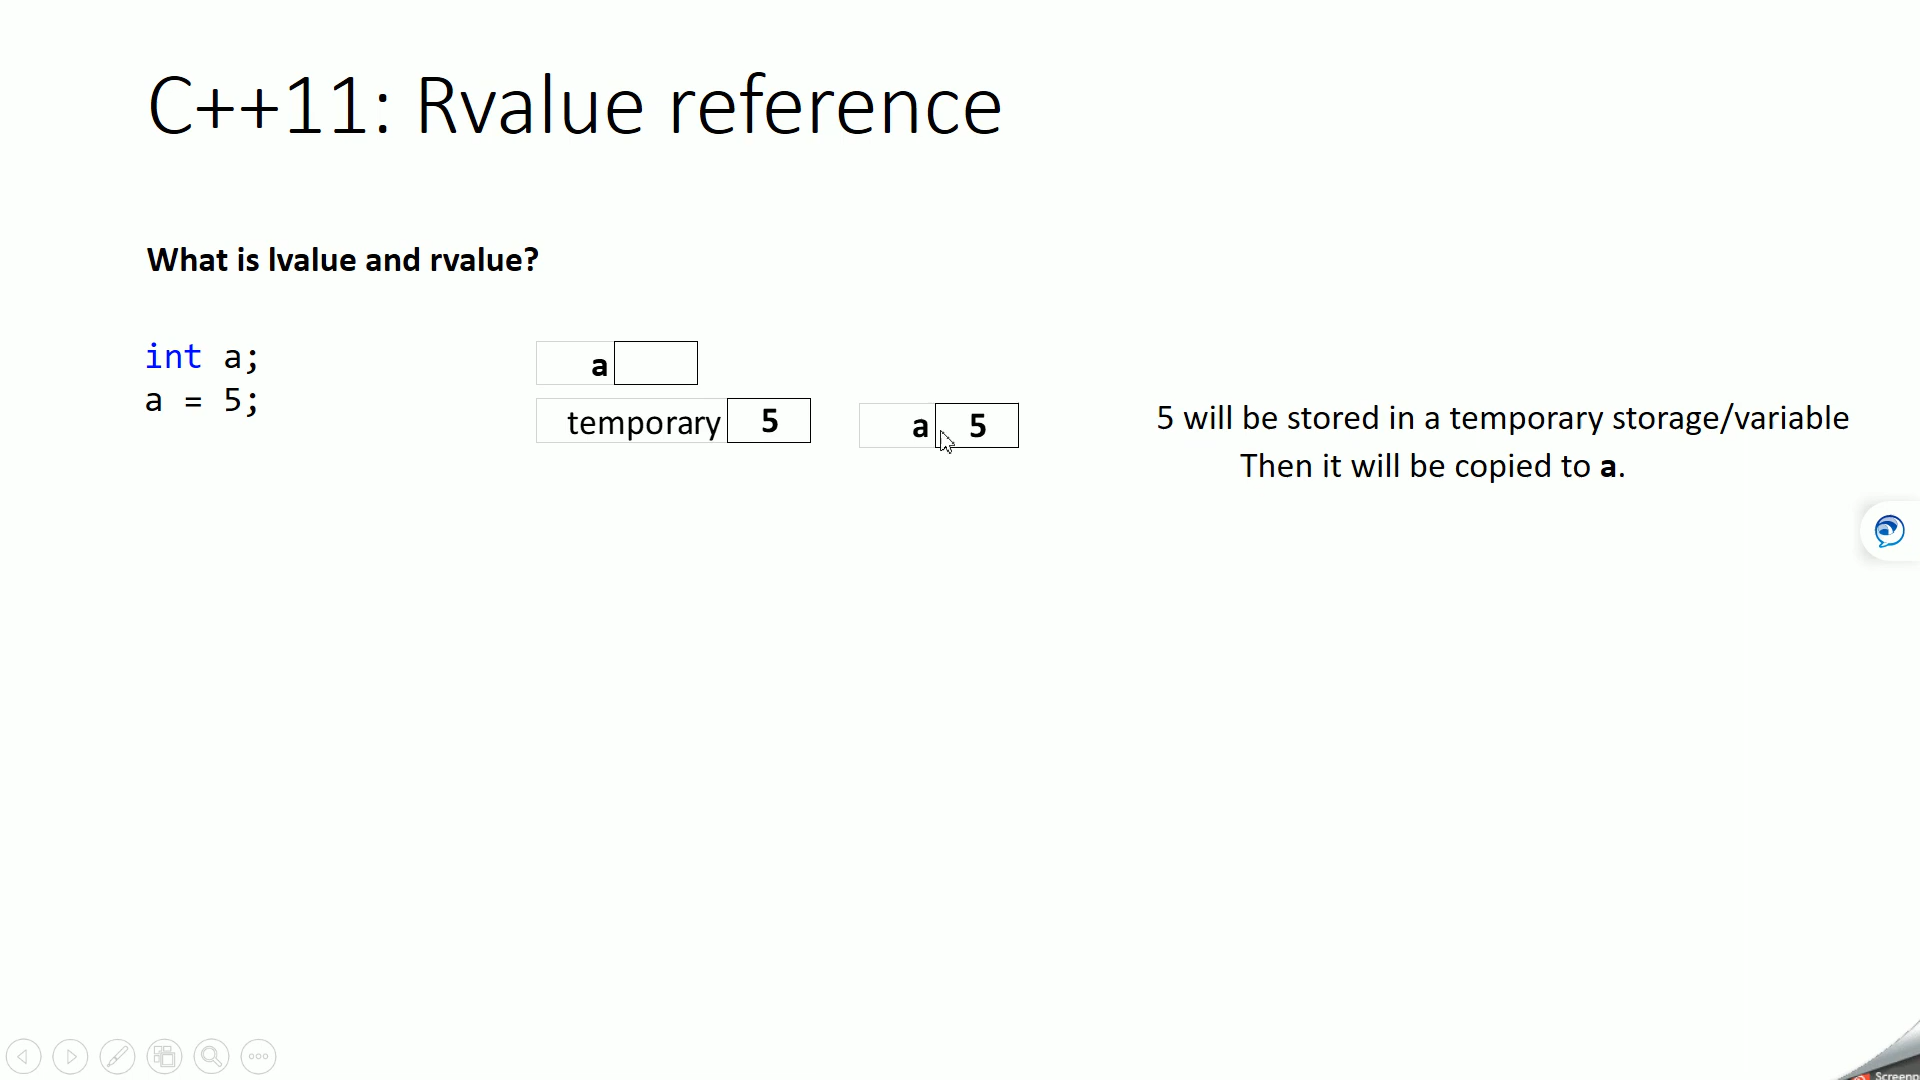 C++11: Rvalue reference
What is lvalue and rvalue?
int a;
a = 5;
a
temporary 5
a 5
5 will be stored in a temporary storage/variable
Then it will be copied to a.